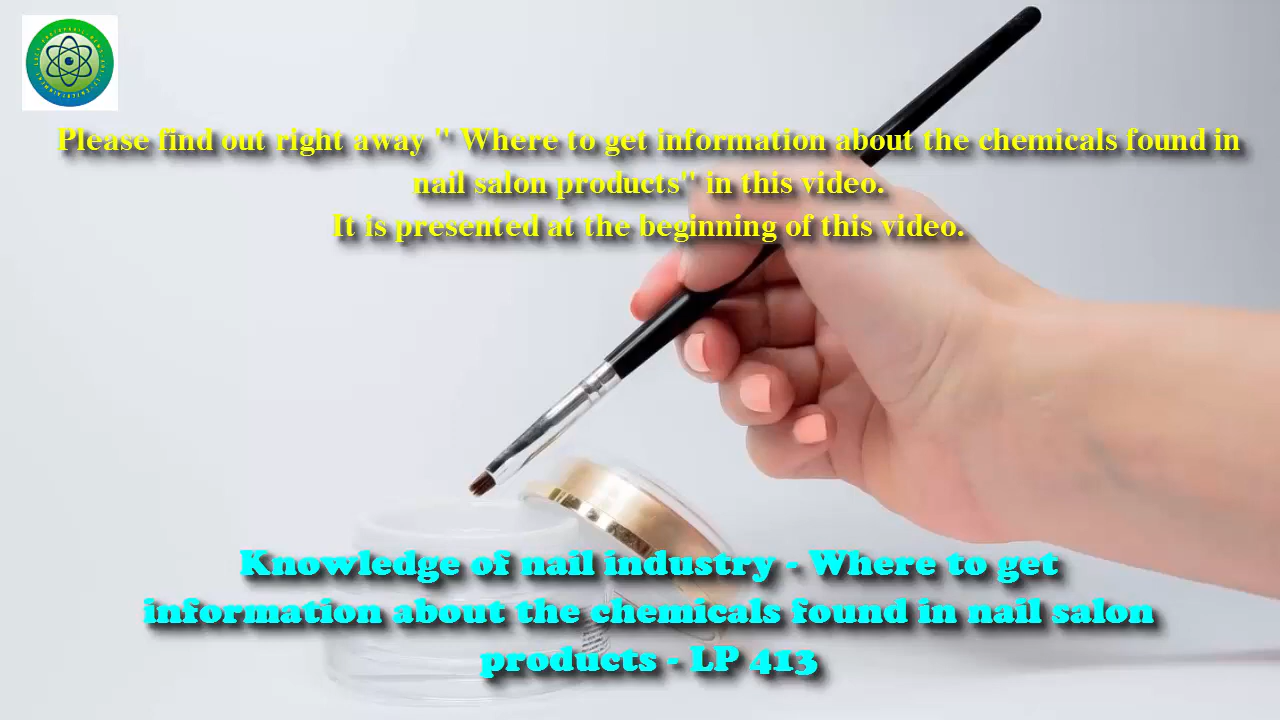 Please find out right away " Where to get information about the chemicals found in
nail salon products" in this video.
It is presented at the beginning of this video.
Knowledge of nail industry - Where to get
information about the chemicals found in nail salon
products - LP 413